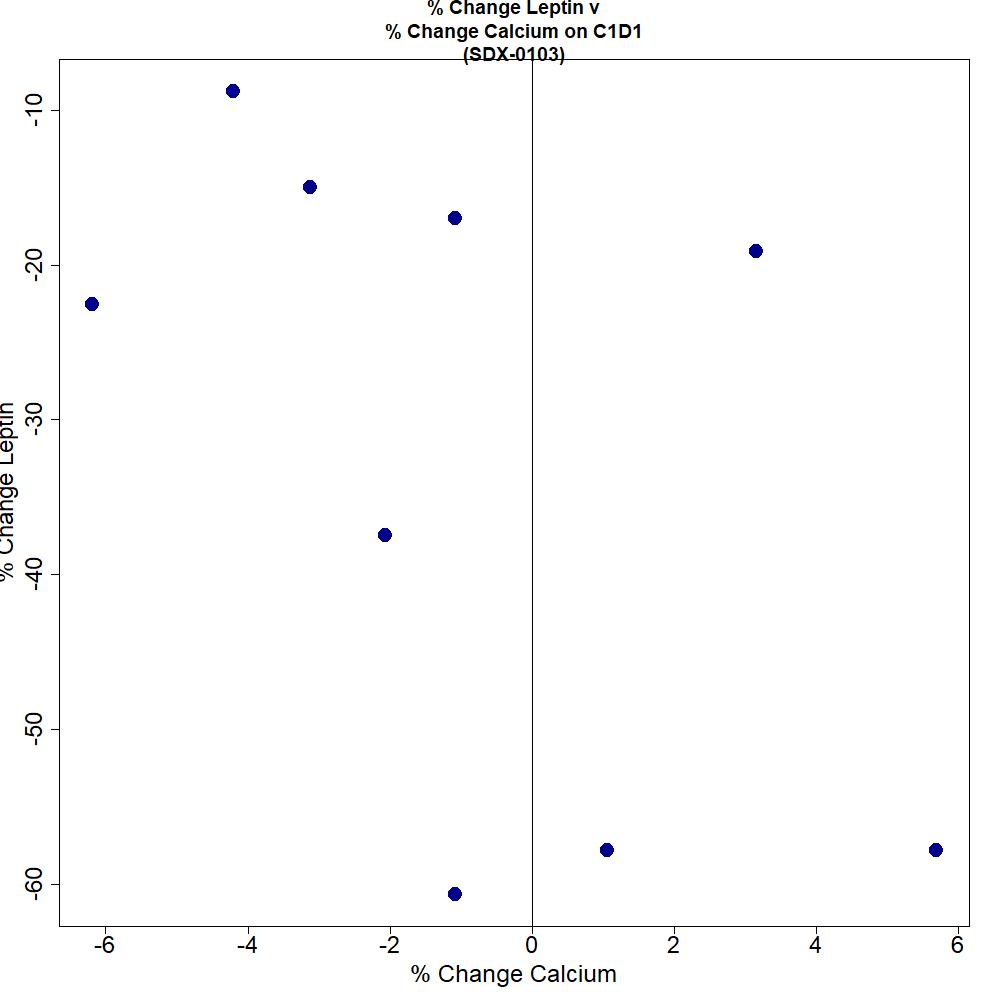 % Change Leptin v
% Change Calcium on C1D1
(SDX-0103)
% Change Leptin
-10
-20
-30
-40
-50
-60
-6
-4
-2
0
2
4
6
% Change Calcium